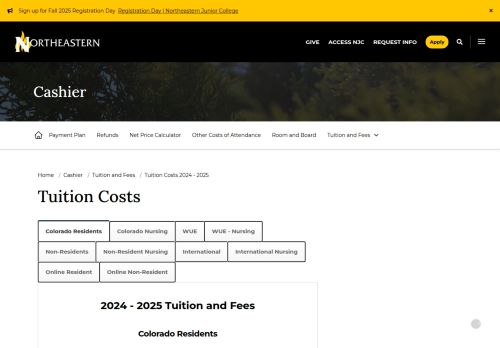 Sign up for Fall 2025 Registration Day Registration Day | Northeastern Junior College ×
NORTHEASTERN GIVE ACCESS NJC REQUEST INFO Apply
Cashier
Payment Plan Refunds Net Price Calculator Other Costs of Attendance Room and Board Tuition and Fees
Home / Cashier / Tuition and Fees / Tuition Costs 2024 - 2025
Tuition Costs
Colorado Residents Colorado Nursing WUE WUE - Nursing
Non-Residents Non-Resident Nursing International International Nursing
Online Resident Online Non-Resident
2024 - 2025 Tuition and Fees
Colorado Residents